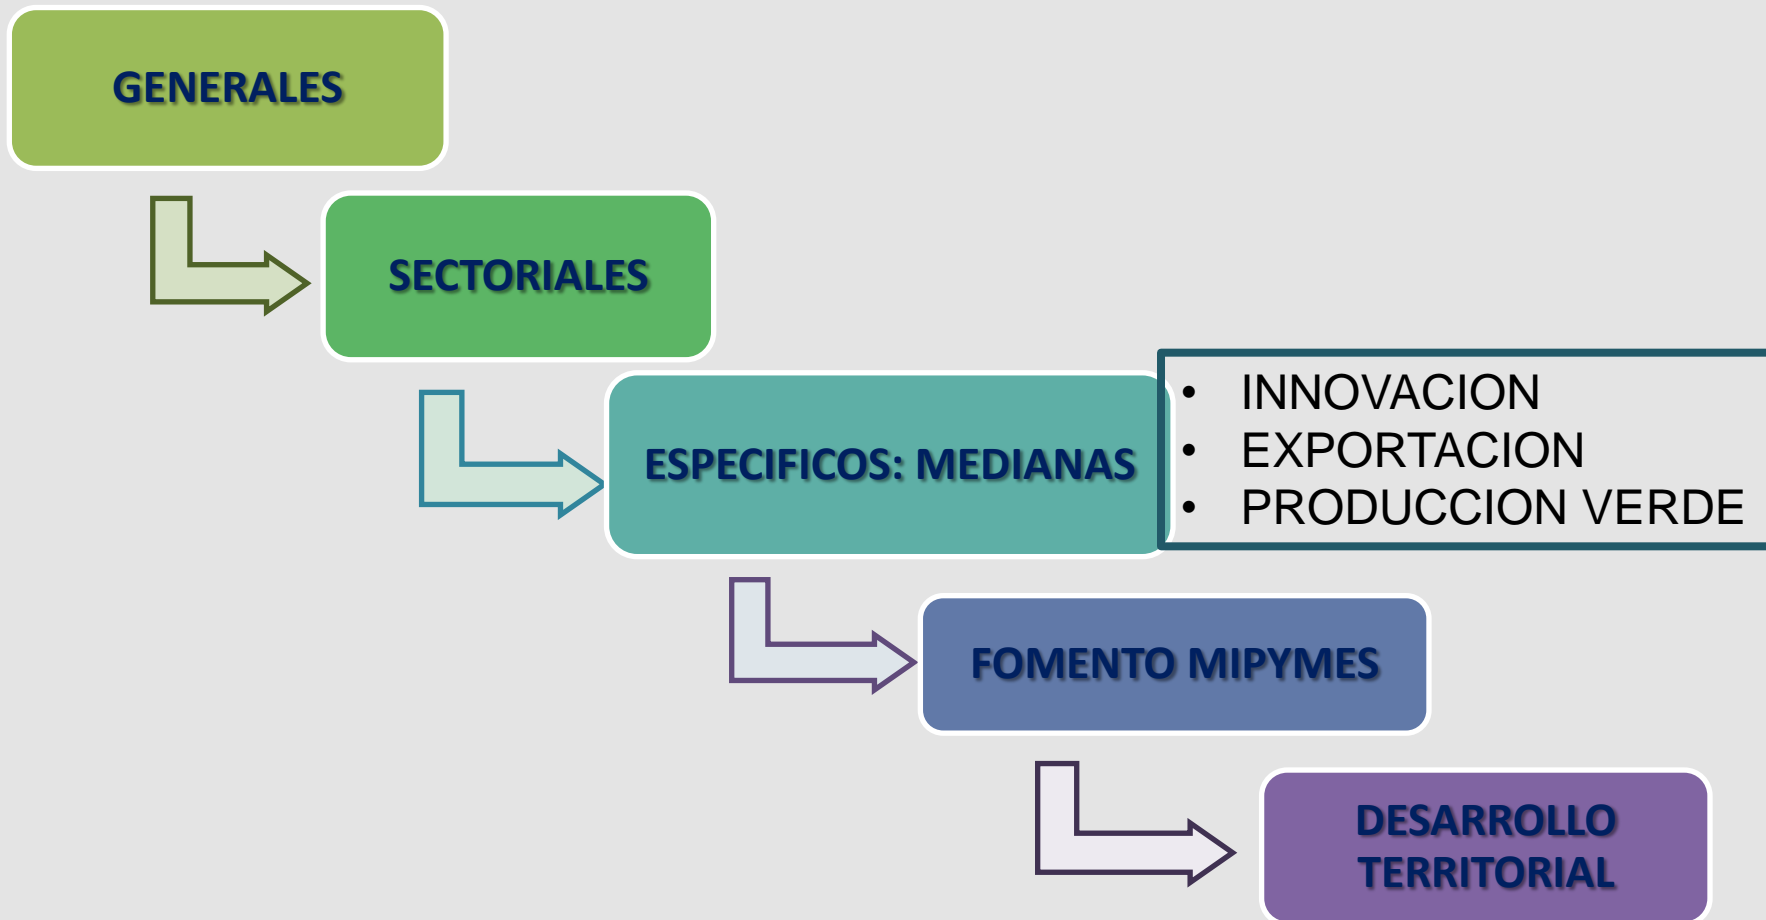 GENERALES
SECTORIALES
ESPECIFICOS: MEDIANAS
• INNOVACION
• EXPORTACION
• PRODUCCION VERDE
FOMENTO MIPYMES
DESARROLLO
TERRITORIAL